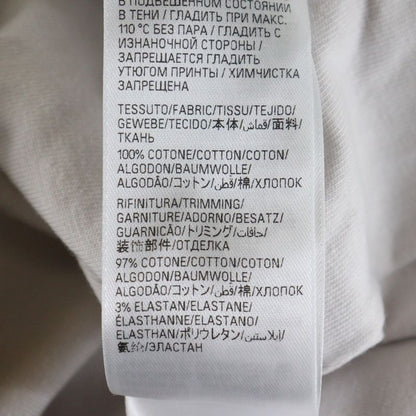 В ПОДВЕШЕННОМ СОСТОЯНИИ
В ТЕНИ / ГЛАДИТЬ ПРИ МАКС.
110 °C БЕЗ ПАРА / ГЛАДИТЬ С
ИЗНАНОЧНОЙ СТОРОНЫ /
ЗАПРЕЩАЕТСЯ ГЛАДИТЬ
УТЮГОМ ПРИНТЫ / ХИМЧИСТКА
ЗАПРЕЩЕНА
TESSUTO/FABRIC/TISSU/TEJIDO/
GEWEBE/TECIDO/本体/قماش/面料/
ТКАНЬ
100% COTONE/COTTON/COTON/
ALGODON/BAUMWOLLE/
ALGODÃO/コットン/قطن/棉/ХЛОПОК
RIFINITURA/TRIMMING/
GARNITURE/ADORNO/BESATZ/
GUARNICÃO/トリミング/حافات/
装饰部件/ОТДЕЛКА
97% COTONE/COTTON/COTON/
ALGODON/BAUMWOLLE/
ALGODÃO/コットン/قطن/棉/ХЛОПОК
3% ELASTAN/ELASTANE/
ÉLASTHANNE/ELASTANO/
ELASTHAN/ポリウレタン/إيلاستين/
氨纶/ЭЛАСТАН